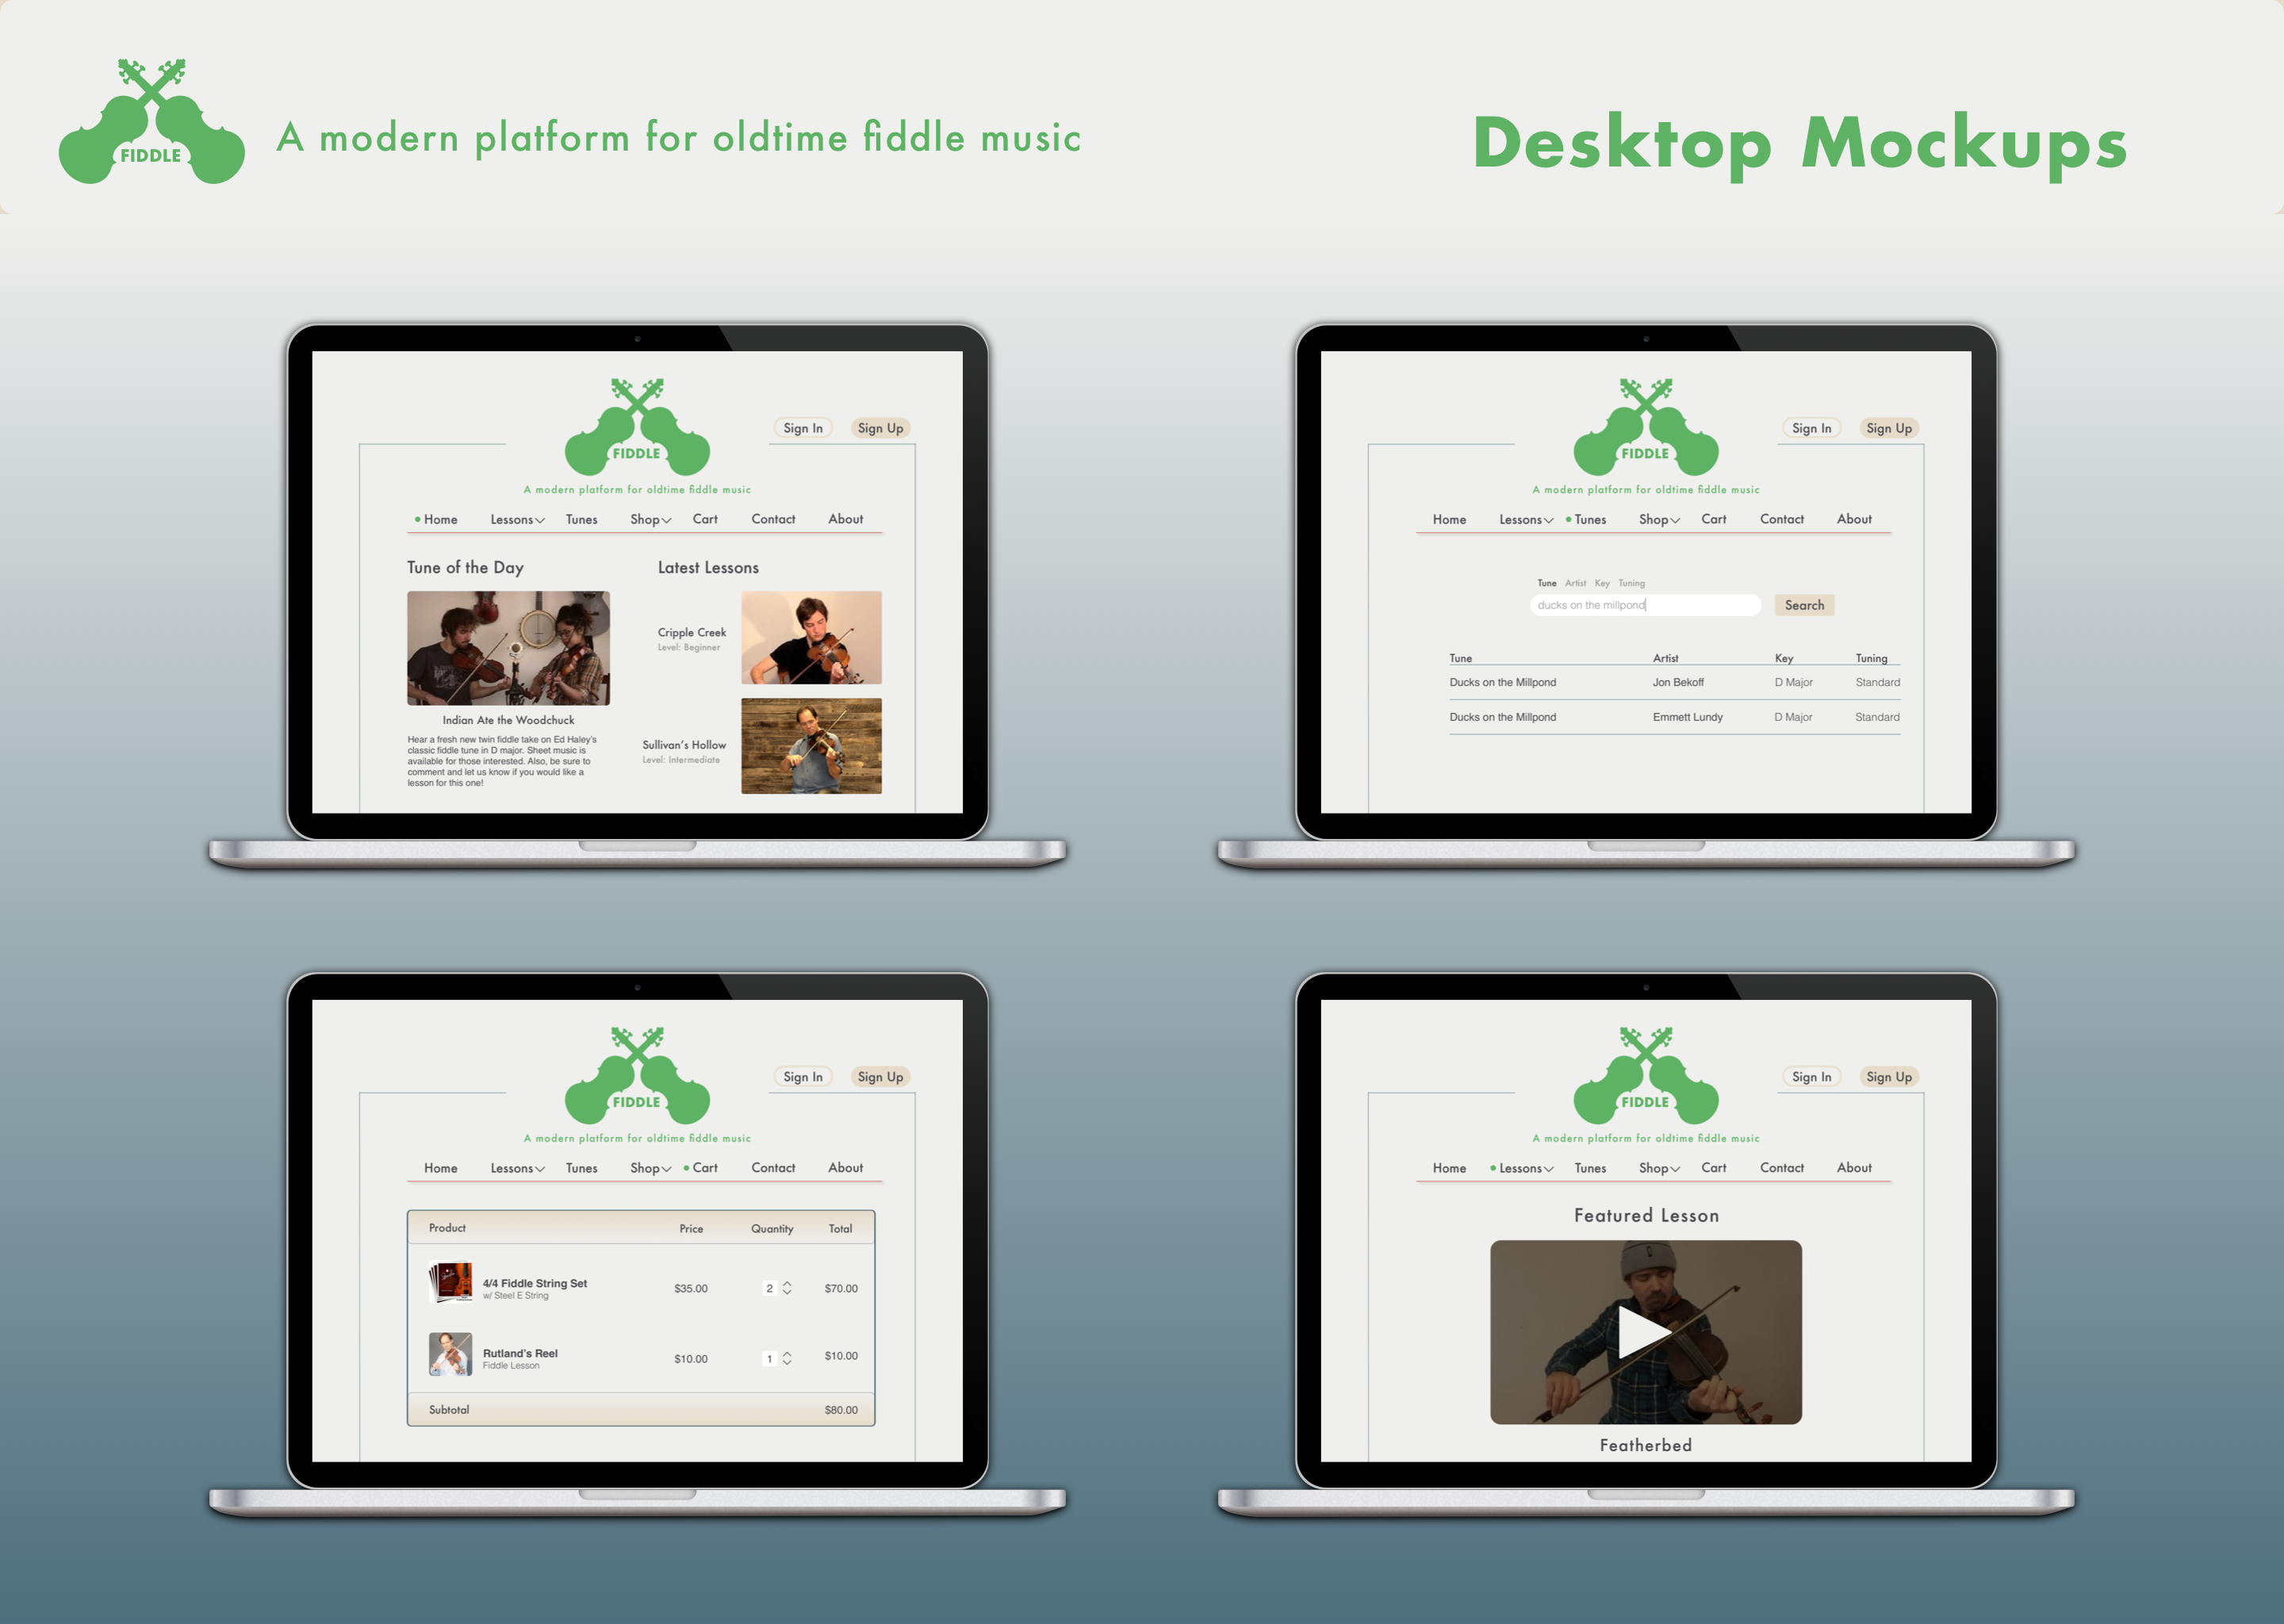 FIDDLE
A modern platform for oldtime fiddle music
Desktop Mockups
Sign In
Sign Up
FIDDLE
A modern platform for oldtime fiddle music
Home Lessons Tunes Shop Cart Contact About
Tune of the Day
Indian Ate the Woodchuck
Hear a fresh new twin fiddle take on Ed Haley's
classic fiddle tune in D major. Sheet music is
available for those interested. Also, be sure to
comment and let us know if you would like a
lesson for this one!
Latest Lessons
Cripple Creek
Level: Beginner
Sullivan's Hollow
Level: Intermediate
Sign In
Sign Up
FIDDLE
A modern platform for oldtime fiddle music
Home Lessons Tunes Shop Cart Contact About
Tune Artist Key Tuning
ducks on the millpond
Search
Tune Artist Key Tuning
Ducks on the Millpond Jon Bekoff D Major Standard
Ducks on the Millpond Emmett Lundy D Major Standard
Sign In
Sign Up
FIDDLE
A modern platform for oldtime fiddle music
Home Lessons Tunes Shop Cart Contact About
Product Price Quantity Total
4/4 Fiddle String Set $35.00 2 $70.00
w/ Steel E String
Rutland's Reel $10.00 1 $10.00
Fiddle Lesson
Subtotal $80.00
Sign In
Sign Up
FIDDLE
A modern platform for oldtime fiddle music
Home Lessons Tunes Shop Cart Contact About
Featured Lesson
Featherbed